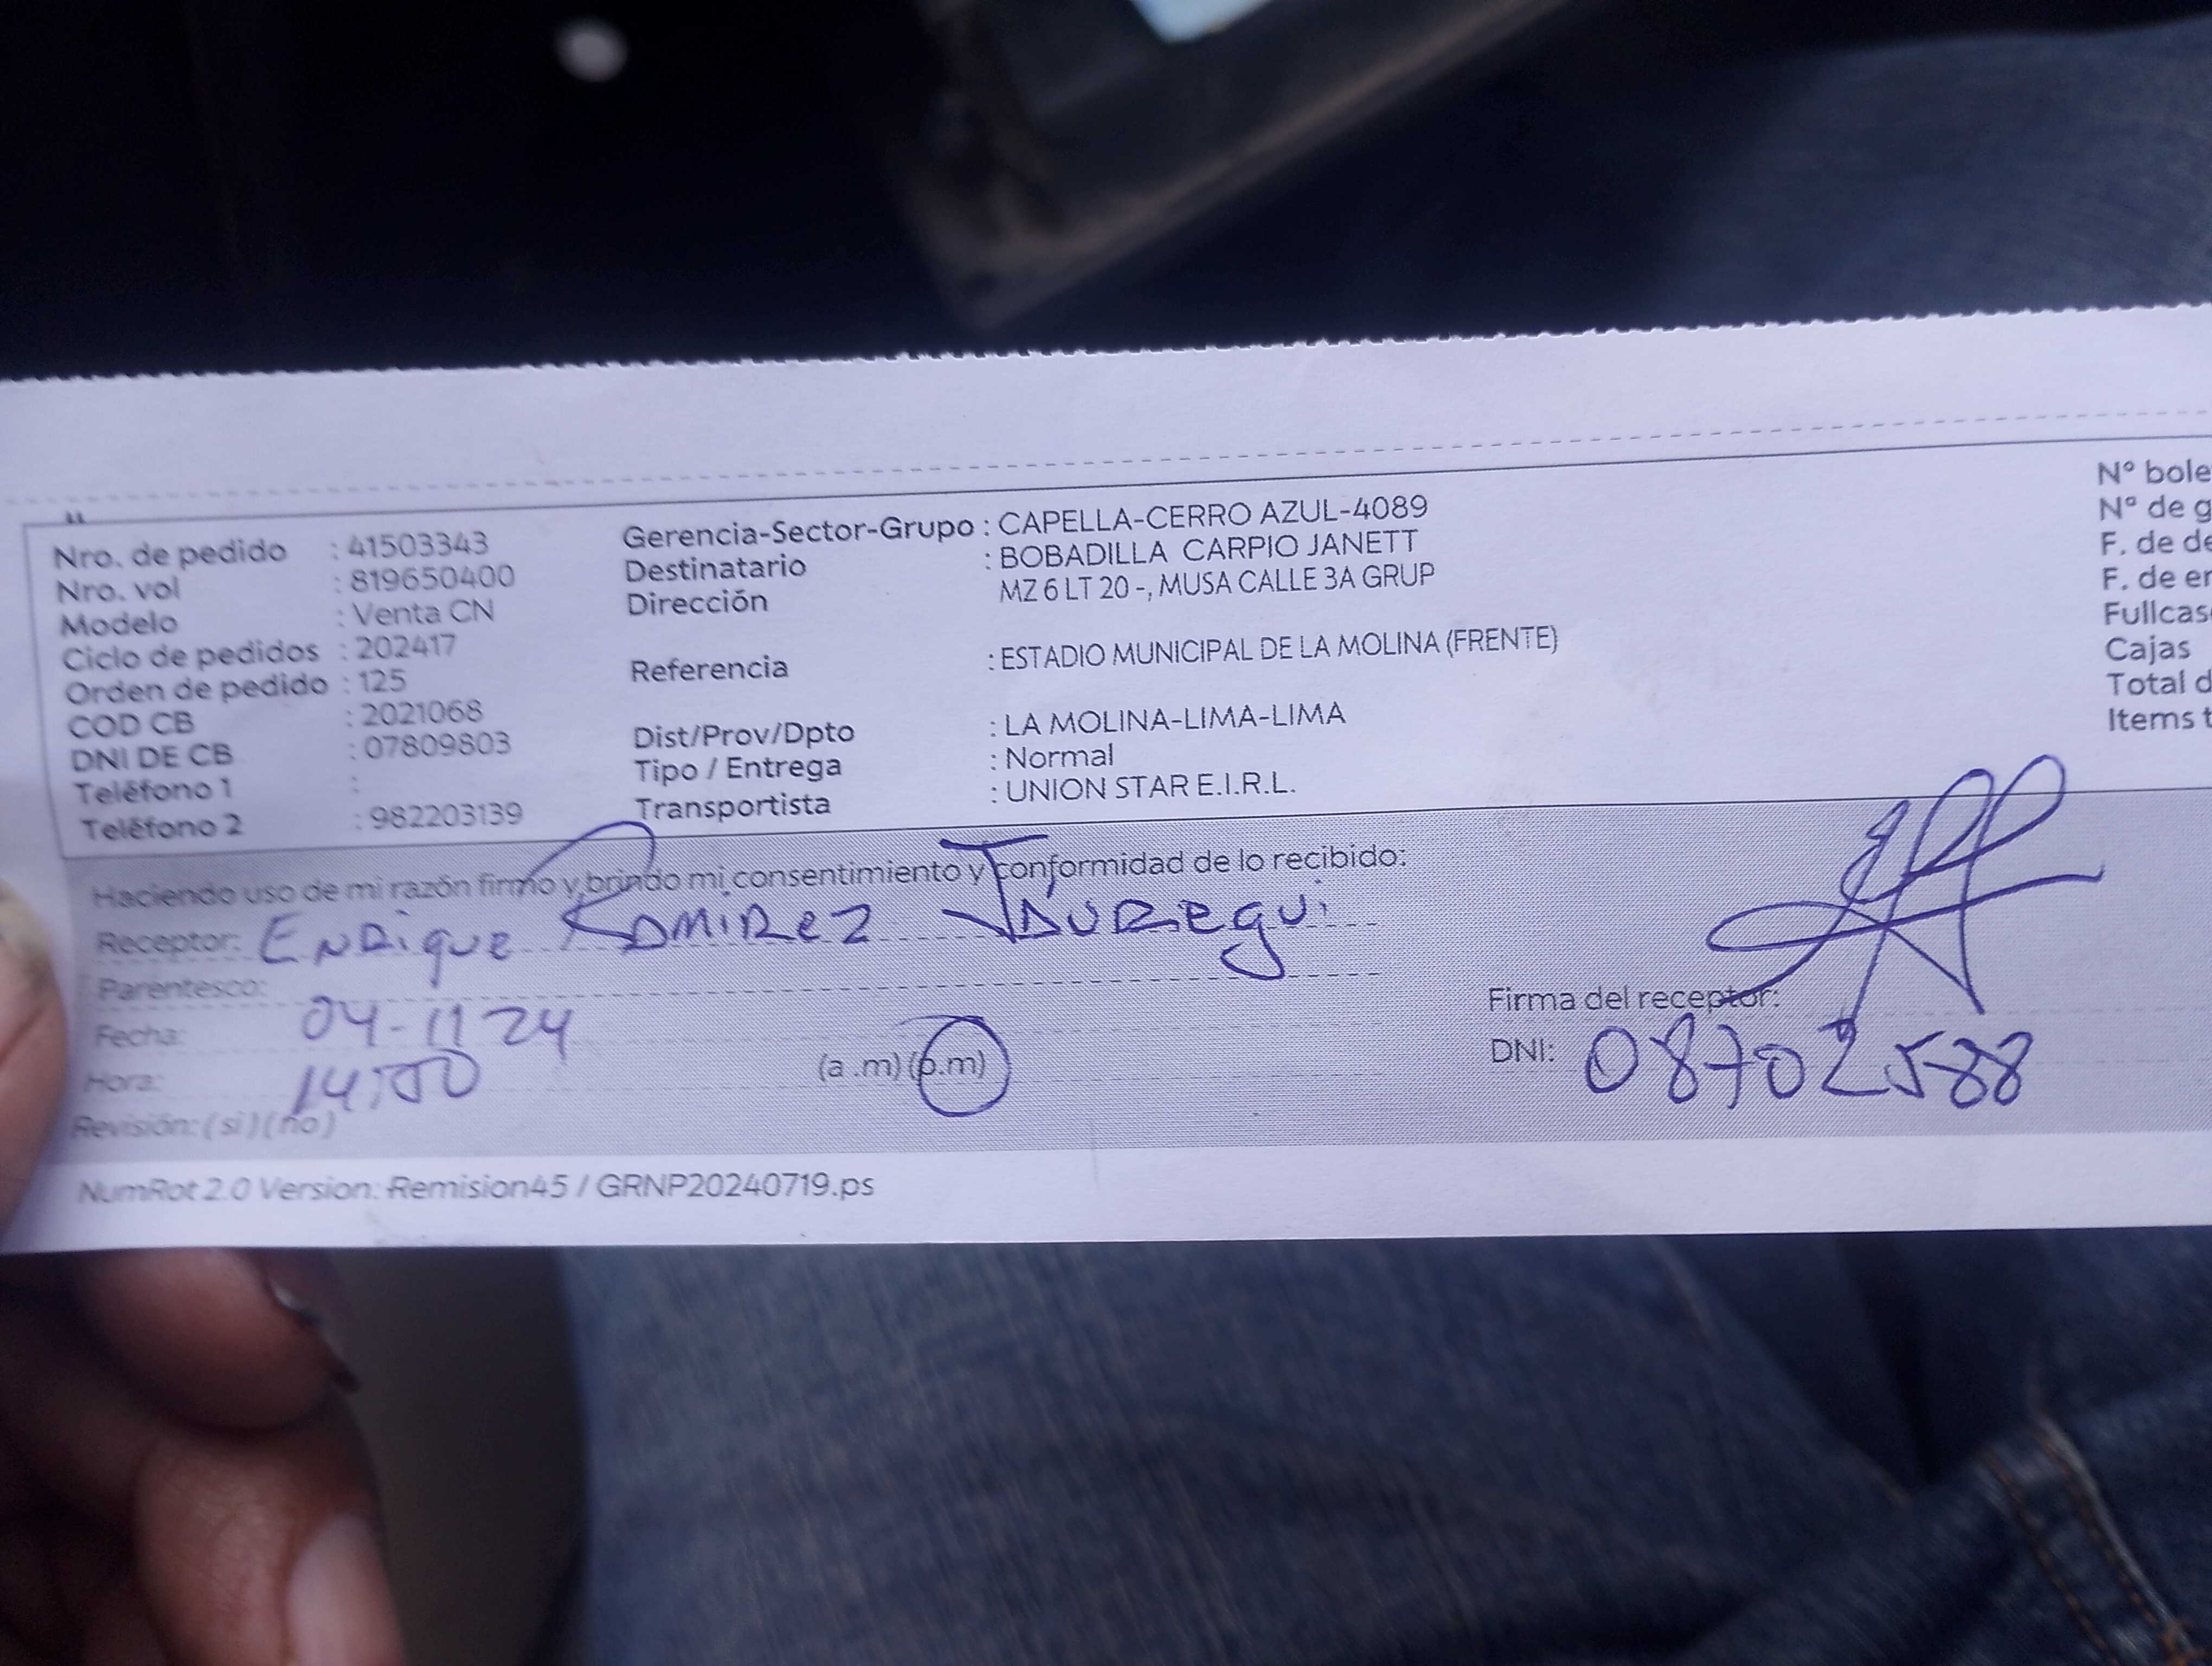 Nro. de pedido : 41503343
Nro. vol : 819650400
Modelo : Venta CN
Ciclo de pedidos : 202417
Orden de pedido : 125
COD CB : 2021068
DNI DE CB : 07809803
Teléfono 1 :
Teléfono 2 : 982203139
Gerencia-Sector-Grupo : CAPELLA-CERRO AZUL-4089
Destinatario : BOBADILLA CARPIO JANETT
Dirección MZ 6 LT 20 -, MUSA CALLE 3A GRUP
Referencia : ESTADIO MUNICIPAL DE LA MOLINA (FRENTE)
Dist/Prov/Dpto : LA MOLINA-LIMA-LIMA
Tipo / Entrega : Normal
Transportista : UNION STAR E.I.R.L.
N° bole
N° de g
F. de de
F. de er
Fullcas
Cajas
Total d
Items t
Haciendo uso de mi razón firmo y brindo mi consentimiento y conformidad de lo recibido:
Receptor: ENRique RAMIRez JAUREgui
Parentesco:
Fecha: 04-11 24
Hora: 14:00 (a .m) (p.m)
Revisión: ( si ) ( no )
Firma del receptor:
DNI: 08702588
NumRot 2.0 Version: Remision45 / GRNP20240719.ps